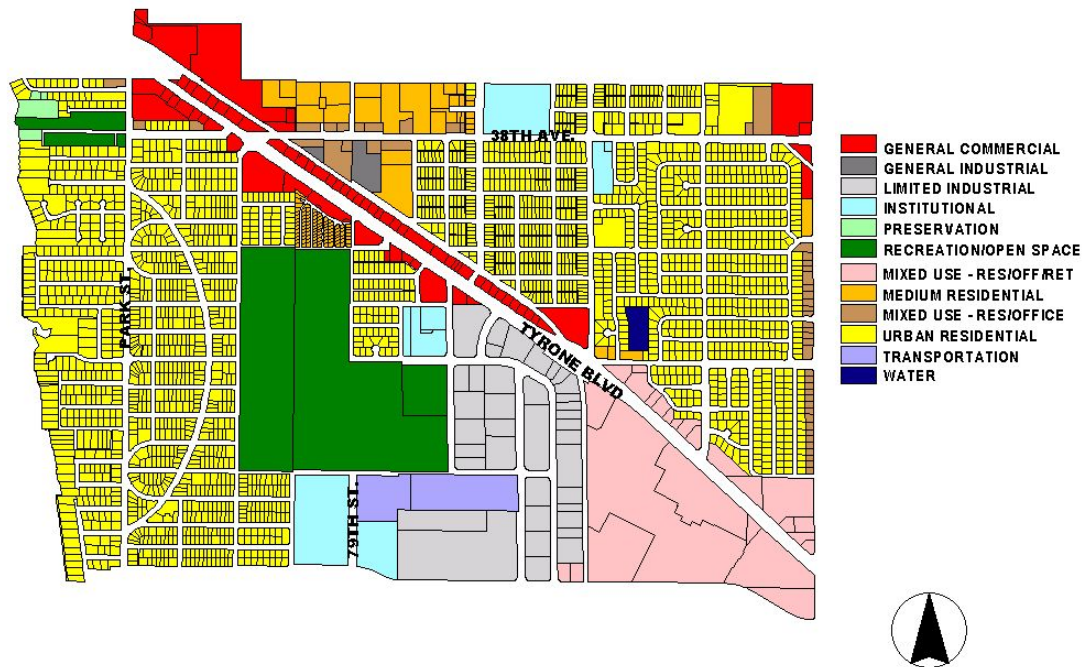 38TH AVE.
PARK ST.
TYRONE BLVD
79TH ST.
GENERAL COMMERCIAL
GENERAL INDUSTRIAL
LIMITED INDUSTRIAL
INSTITUTIONAL
PRESERVATION
RECREATION/OPEN SPACE
MIXED USE - RES/OFF/RET
MEDIUM RESIDENTIAL
MIXED USE - RES/OFFICE
URBAN RESIDENTIAL
TRANSPORTATION
WATER